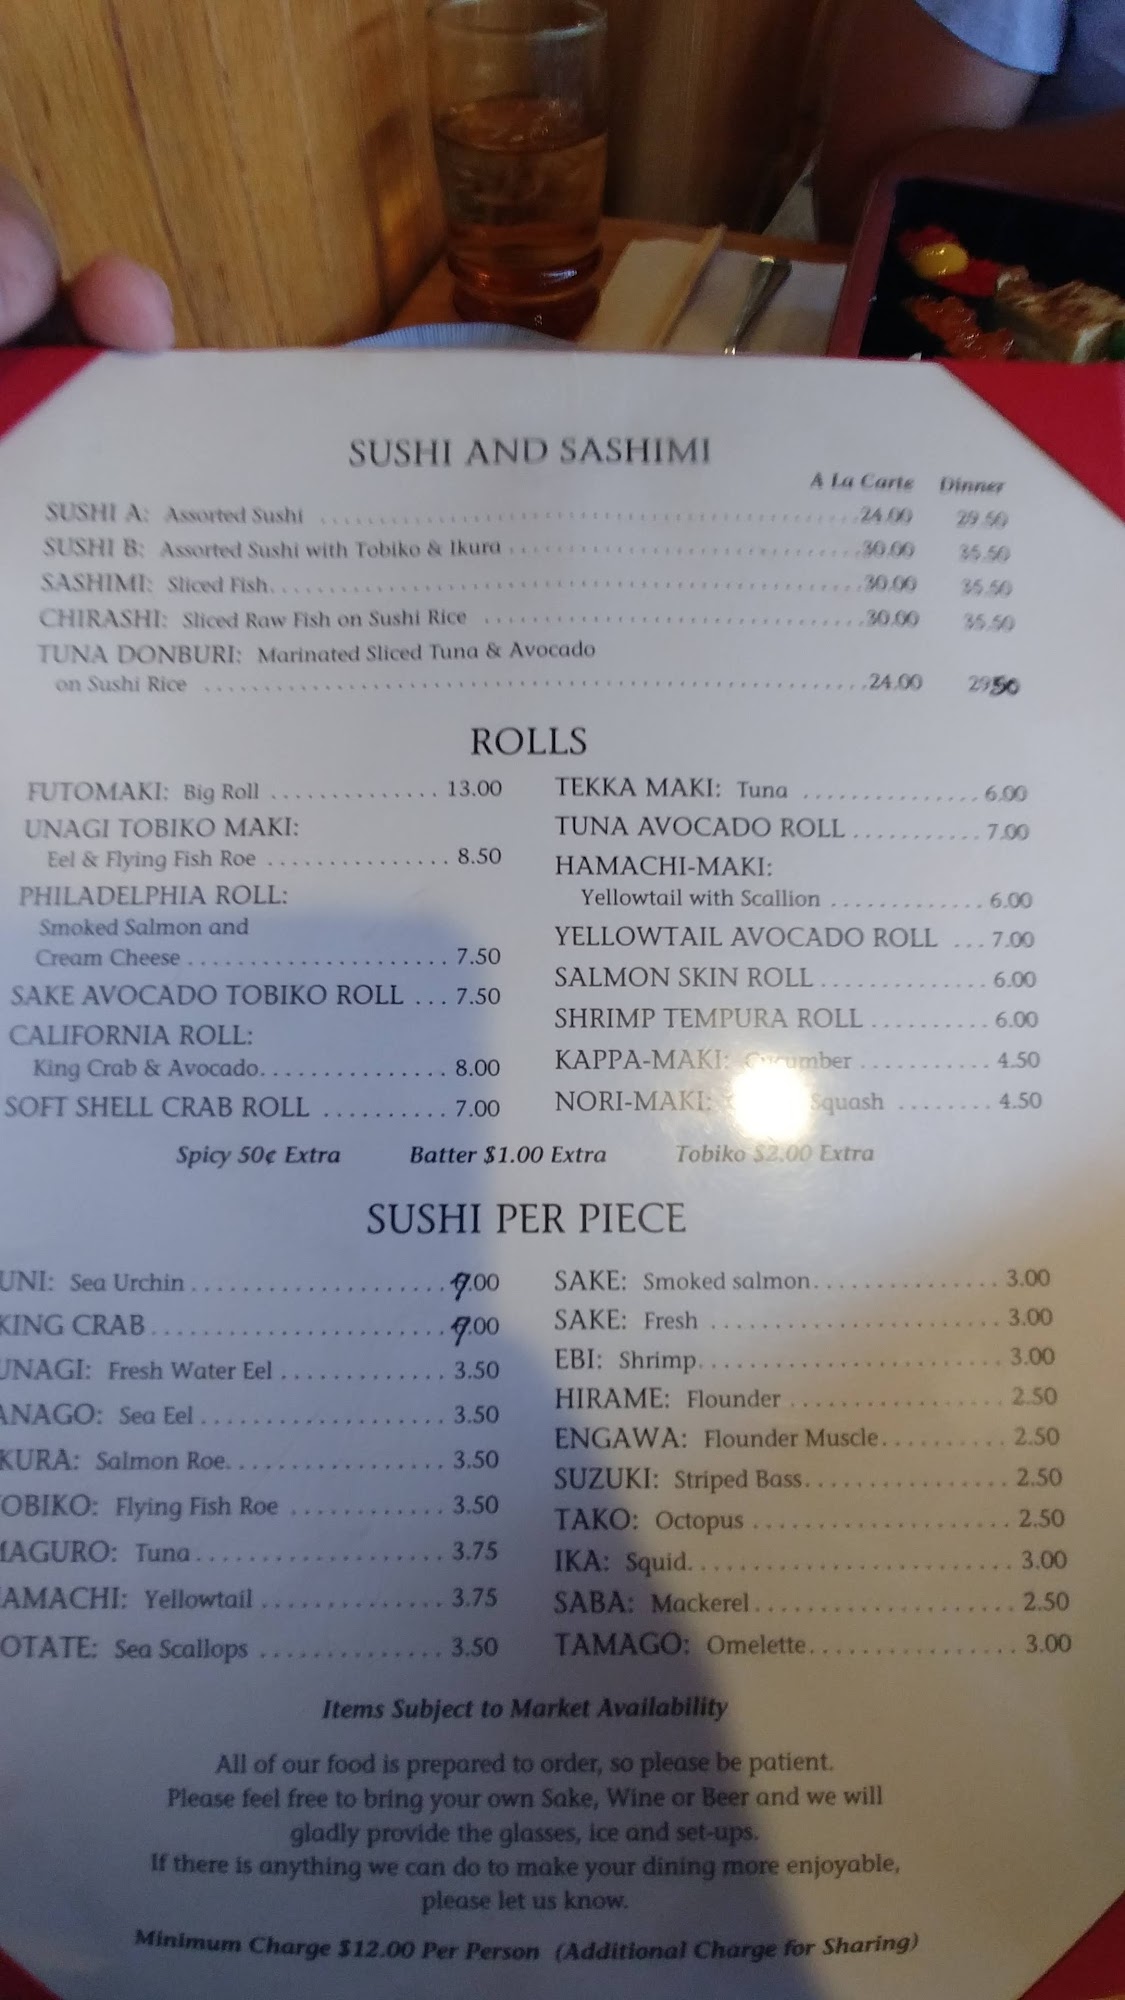 SUSHI AND SASHIMI
A La Carte Dinner
SUSHI A: Assorted Sushi ........ 24.00 29.50
SUSHI B: Assorted Sushi with Tobiko & Ikura ........ 30.00 35.50
SASHIMI: Sliced Fish ........ 30.00 35.50
CHIRASHI: Sliced Raw Fish on Sushi Rice ........ 30.00 35.50
TUNA DONBURI: Marinated Sliced Tuna & Avocado
on Sushi Rice ........ 24.00 29.50
ROLLS
FUTOMAKI: Big Roll ........ 13.00
UNAGI TOBIKO MAKI:
Eel & Flying Fish Roe ........ 8.50
PHILADELPHIA ROLL:
Smoked Salmon and
Cream Cheese ........ 7.50
SAKE AVOCADO TOBIKO ROLL ... 7.50
CALIFORNIA ROLL:
King Crab & Avocado ........ 8.00
SOFT SHELL CRAB ROLL ........ 7.00
TEKKA MAKI: Tuna ........ 6.00
TUNA AVOCADO ROLL ........ 7.00
HAMACHI-MAKI:
Yellowtail with Scallion ........ 6.00
YELLOWTAIL AVOCADO ROLL ... 7.00
SALMON SKIN ROLL ........ 6.00
SHRIMP TEMPURA ROLL ........ 6.00
KAPPA-MAKI: Cucumber ........ 4.50
NORI-MAKI: Squash ........ 4.50
Spicy 50¢ Extra Batter $1.00 Extra Tobiko $2.00 Extra
SUSHI PER PIECE
UNI: Sea Urchin ........ 9.00
KING CRAB ........ 9.00
UNAGI: Fresh Water Eel ........ 3.50
ANAGO: Sea Eel ........ 3.50
KURA: Salmon Roe ........ 3.50
OBIKO: Flying Fish Roe ........ 3.50
MAGURO: Tuna ........ 3.75
AMACHI: Yellowtail ........ 3.75
OTATE: Sea Scallops ........ 3.50
SAKE: Smoked salmon ........ 3.00
SAKE: Fresh ........ 3.00
EBI: Shrimp ........ 3.00
HIRAME: Flounder ........ 2.50
ENGAWA: Flounder Muscle ........ 2.50
SUZUKI: Striped Bass ........ 2.50
TAKO: Octopus ........ 2.50
IKA: Squid ........ 3.00
SABA: Mackerel ........ 2.50
TAMAGO: Omelette ........ 3.00
Items Subject to Market Availability
All of our food is prepared to order, so please be patient.
Please feel free to bring your own Sake, Wine or Beer and we will
gladly provide the glasses, ice and set-ups.
If there is anything we can do to make your dining more enjoyable,
please let us know.
Minimum Charge $12.00 Per Person (Additional Charge for Sharing)